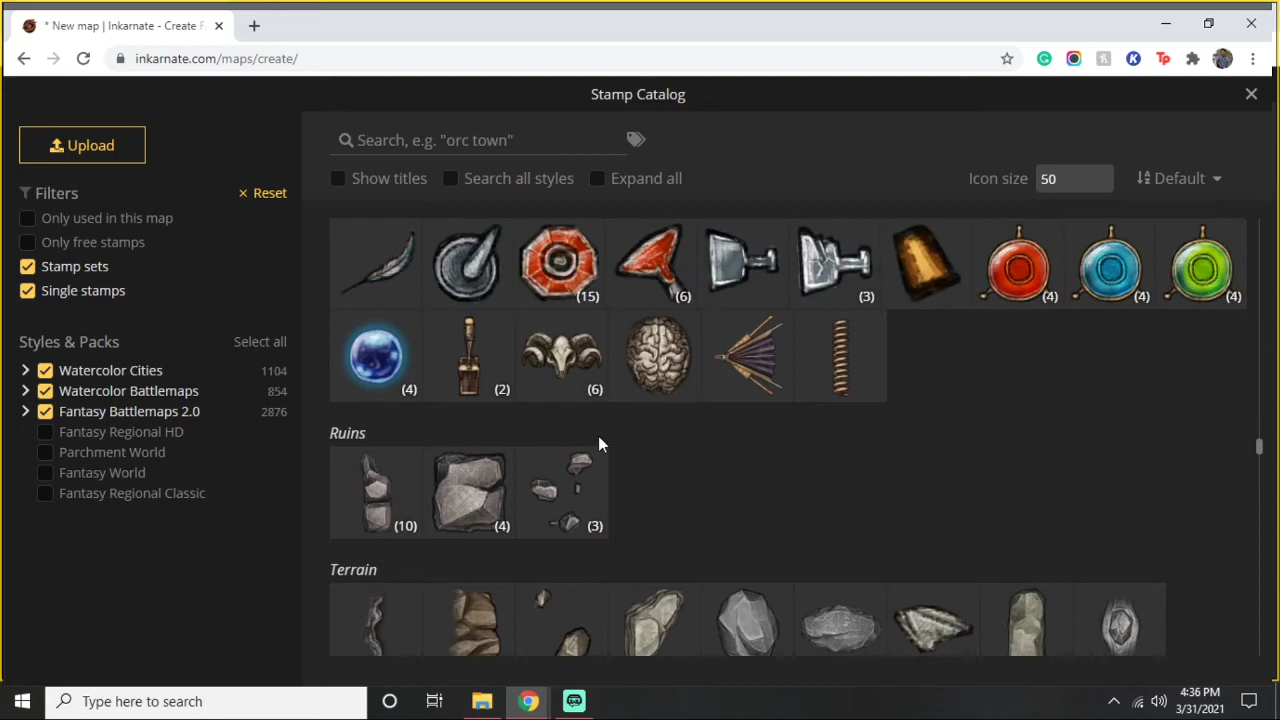 * New map | Inkarnate - Create F
inkarnate.com/maps/create/
Stamp Catalog
Upload
Search, e.g. "orc town"
Show titles
Search all styles
Expand all
Icon size
50
Default
Filters
Reset
Only used in this map
Only free stamps
Stamp sets
Single stamps
Styles & Packs
Select all
Watercolor Cities 1104
Watercolor Battlemaps 854
Fantasy Battlemaps 2.0 2876
Fantasy Regional HD
Parchment World
Fantasy World
Fantasy Regional Classic
(15) (6) (3) (4) (4) (4)
(4) (2) (6)
Ruins
(10) (4) (3)
Terrain
Type here to search
4:36 PM
3/31/2021